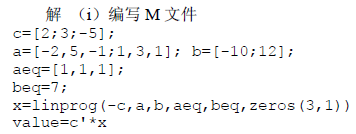 解 （i）编写 M 文件
c=[2;3;-5];
a=[-2,5,-1;1,3,1]; b=[-10;12];
aeq=[1,1,1];
beq=7;
x=linprog(-c,a,b,aeq,beq,zeros(3,1))
value=c'*x